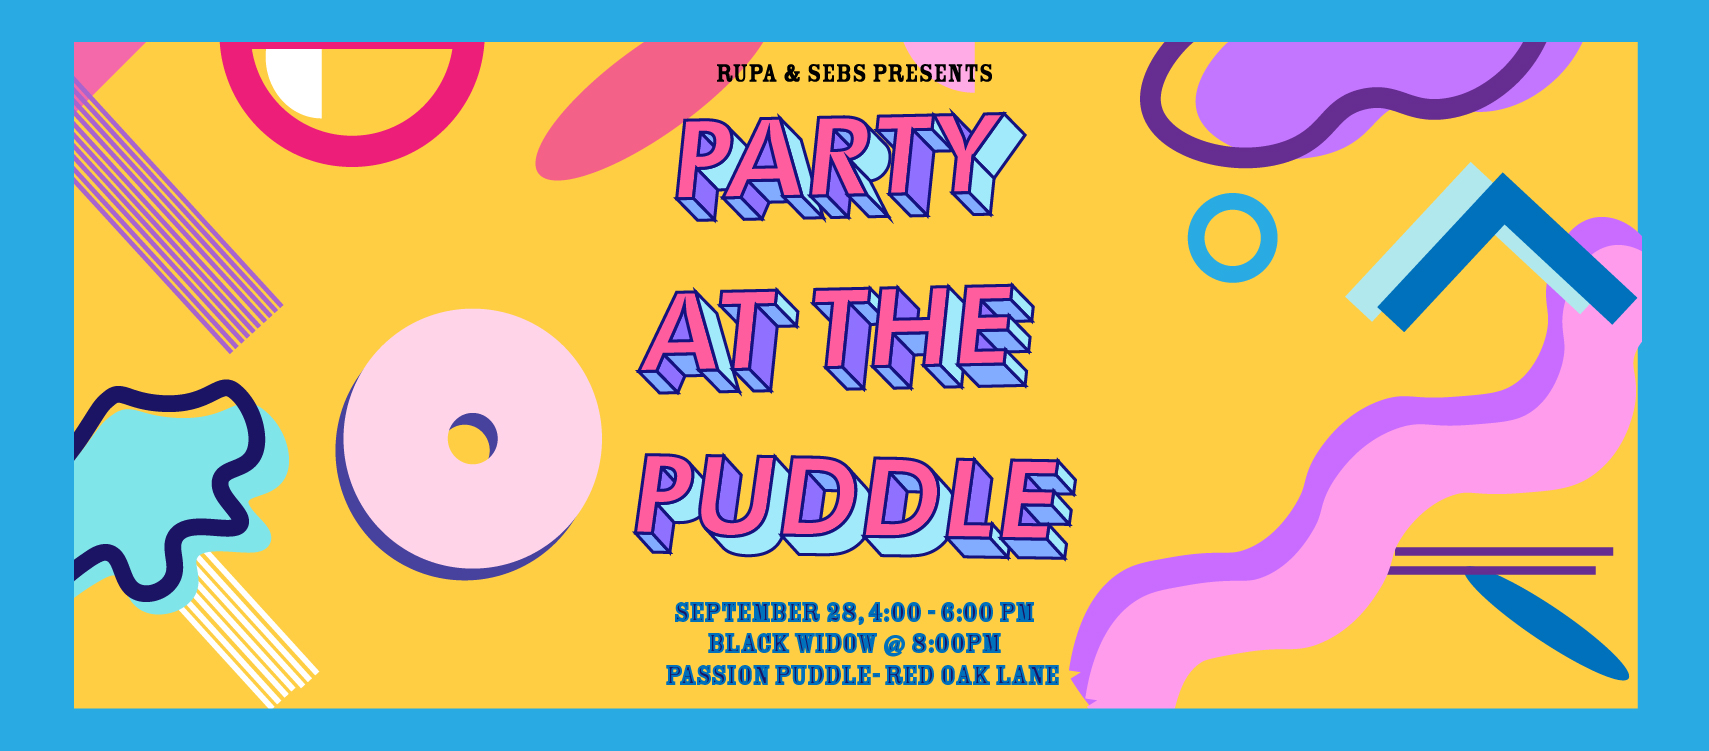 RUPA & SEBS PRESENTS
PARTY
AT THE
PUDDLE
SEPTEMBER 28, 4:00 - 6:00 PM
BLACK WIDOW @ 8:00PM
PASSION PUDDLE- RED OAK LANE